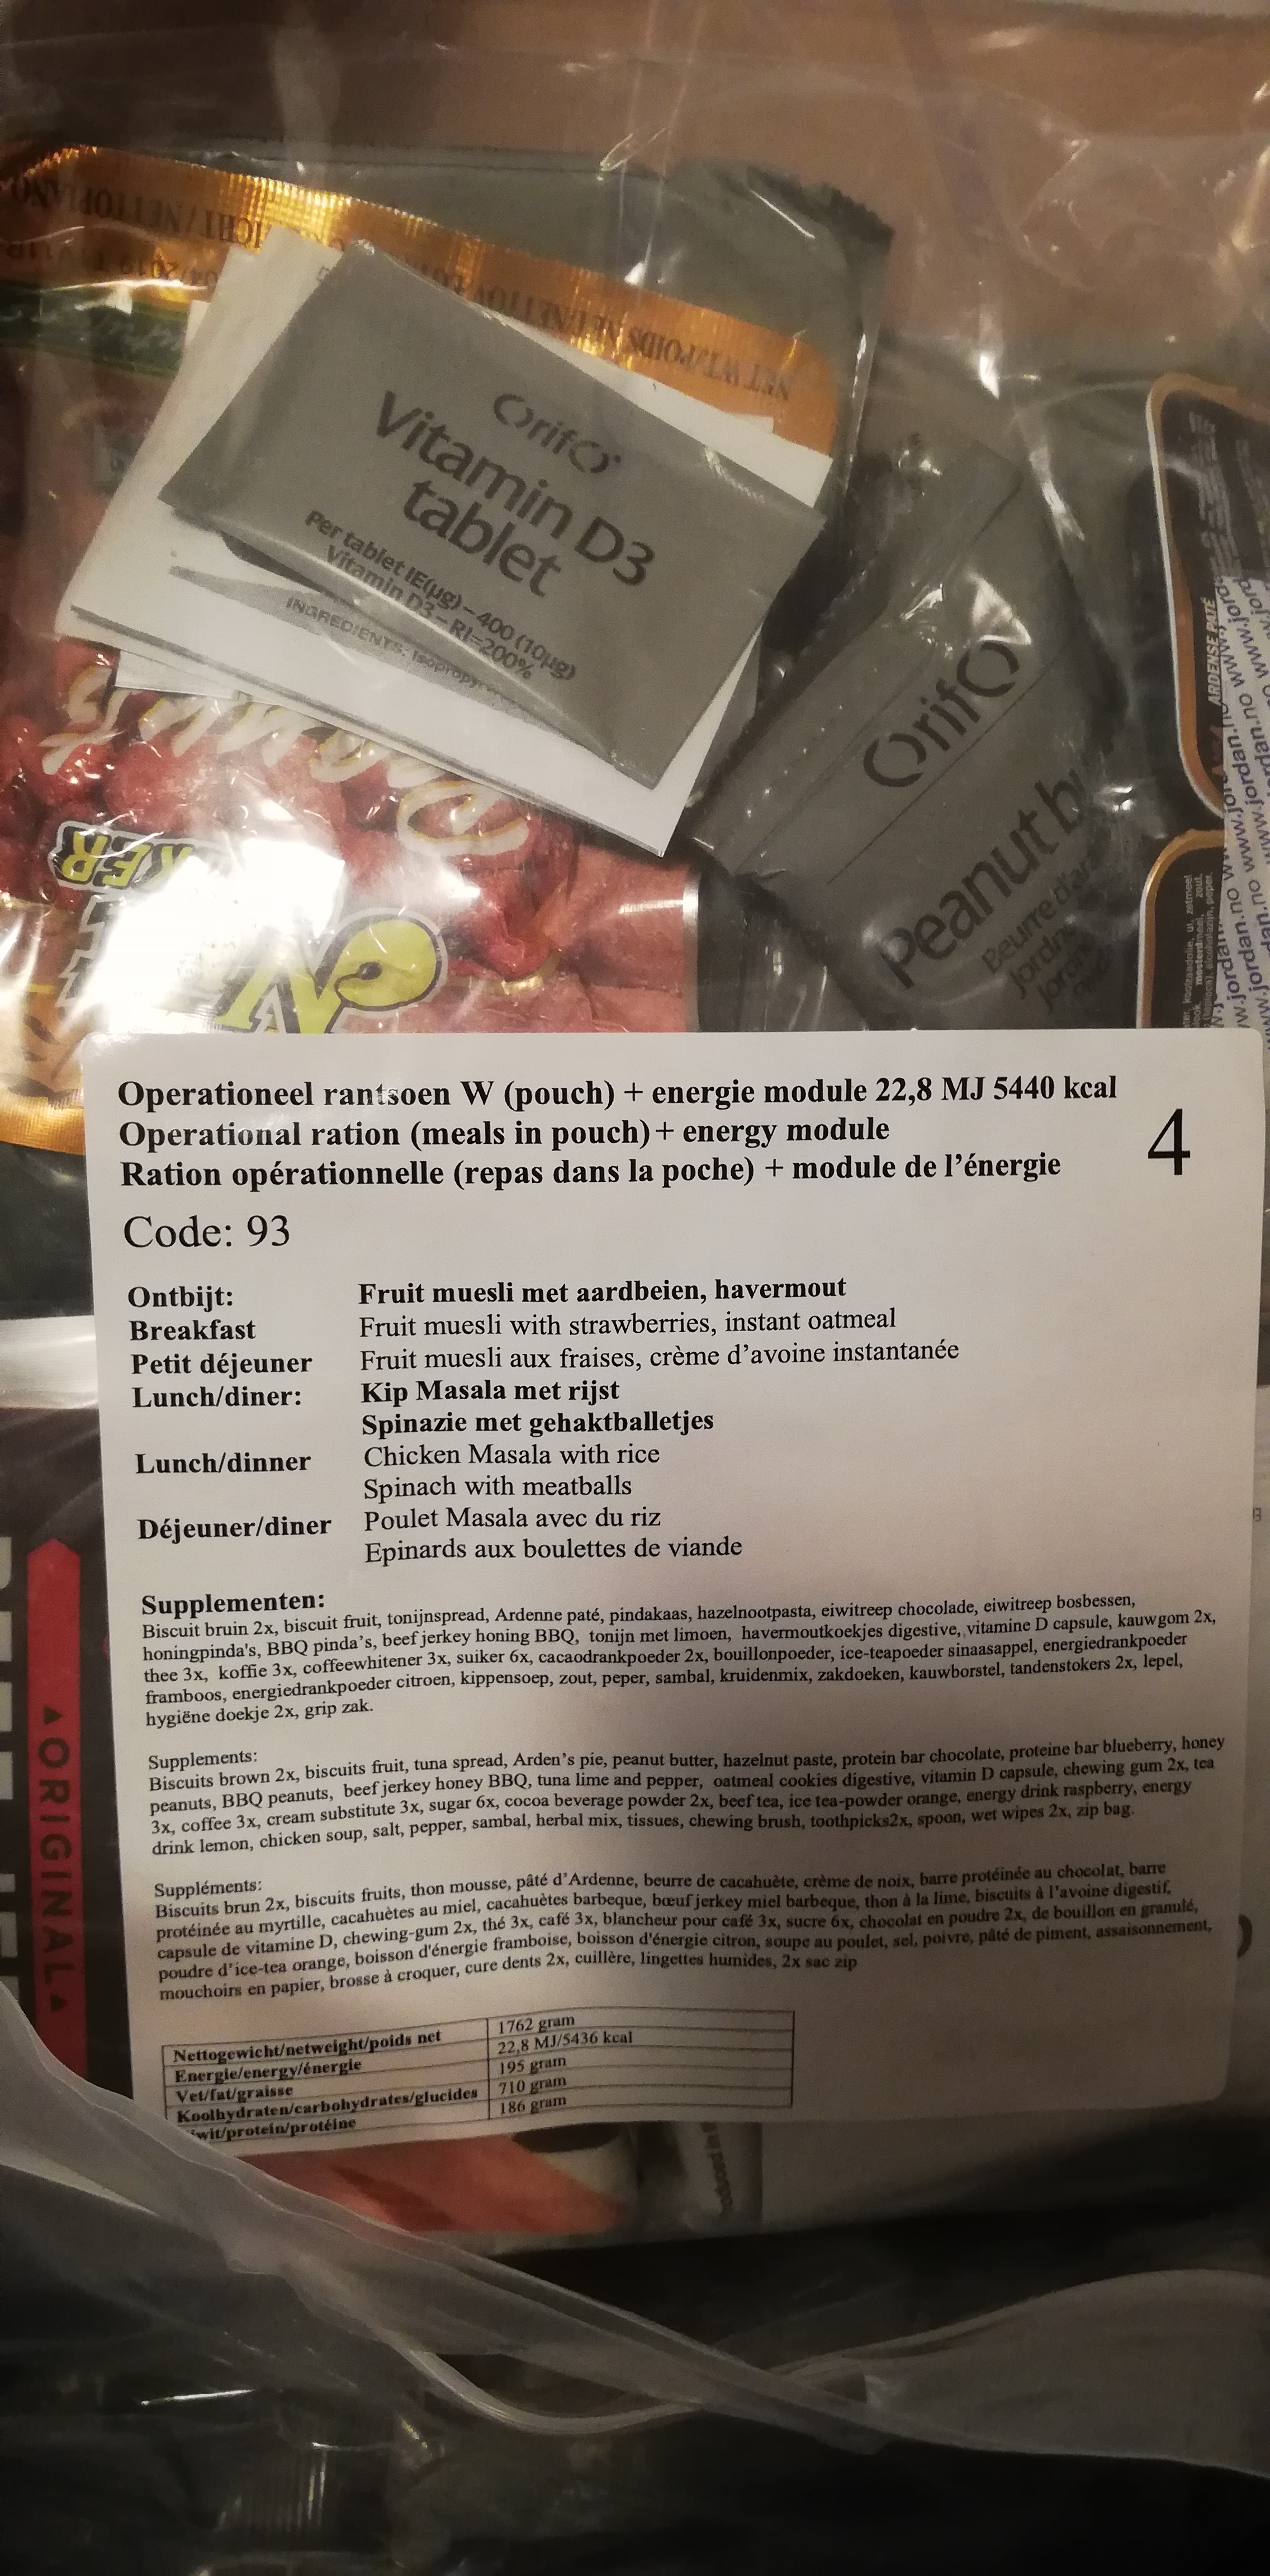 OrifO
Vitamin D3
tablet
Per tablet IE(µg) – 400 (10µg)
Vitamin D3 – RI=200%
INGREDIENTS:
OrifO
Peanut
Beurre d'ar
ARDENSE PATÉ
www.jordan.no
Operationeel rantsoen W (pouch) + energie module 22,8 MJ 5440 kcal
Operational ration (meals in pouch) + energy module
Ration opérationnelle (repas dans la poche) + module de l’énergie
4
Code: 93
Ontbijt: Fruit muesli met aardbeien, havermout
Breakfast Fruit muesli with strawberries, instant oatmeal
Petit déjeuner Fruit muesli aux fraises, crème d’avoine instantanée
Lunch/diner: Kip Masala met rijst
Spinazie met gehaktballetjes
Lunch/dinner Chicken Masala with rice
Spinach with meatballs
Déjeuner/diner Poulet Masala avec du riz
Epinards aux boulettes de viande
Supplementen:
Biscuit bruin 2x, biscuit fruit, tonijnspread, Ardenne paté, pindakaas, hazelnootpasta, eiwitreep chocolade, eiwitreep bosbessen,
honingpinda's, BBQ pinda’s, beef jerkey honing BBQ, tonijn met limoen, havermoutkoekjes digestive, vitamine D capsule, kauwgom 2x,
thee 3x, koffie 3x, coffeewhitener 3x, suiker 6x, cacaodrankpoeder 2x, bouillonpoeder, ice-teapoeder sinaasappel, energiedrankpoeder
framboos, energiedrankpoeder citroen, kippensoep, zout, peper, sambal, kruidenmix, zakdoeken, kauwborstel, tandenstokers 2x, lepel,
hygiëne doekje 2x, grip zak.
Supplements:
Biscuits brown 2x, biscuits fruit, tuna spread, Arden’s pie, peanut butter, hazelnut paste, protein bar chocolate, proteine bar blueberry, honey
peanuts, BBQ peanuts, beef jerkey honey BBQ, tuna lime and pepper, oatmeal cookies digestive, vitamin D capsule, chewing gum 2x, tea
3x, coffee 3x, cream substitute 3x, sugar 6x, cocoa beverage powder 2x, beef tea, ice tea-powder orange, energy drink raspberry, energy
drink lemon, chicken soup, salt, pepper, sambal, herbal mix, tissues, chewing brush, toothpicks2x, spoon, wet wipes 2x, zip bag.
Suppléments:
Biscuits brun 2x, biscuits fruits, thon mousse, pâté d’Ardenne, beurre de cacahuète, crème de noix, barre protéinée au chocolat, barre
protéinée au myrtille, cacahuètes au miel, cacahuètes barbeque, bœuf jerkey miel barbeque, thon à la lime, biscuits à l’avoine digestif,
capsule de vitamine D, chewing-gum 2x, thé 3x, café 3x, blancheur pour café 3x, sucre 6x, chocolat en poudre 2x, de bouillon en granulé,
poudre d’ice-tea orange, boisson d'énergie framboise, boisson d'énergie citron, soupe au poulet, sel, poivre, pâté de piment, assaisonnement,
mouchoirs en papier, brosse à croquer, cure dents 2x, cuillère, lingettes humides, 2x sac zip
Nettogewicht/netweight/poids net 1762 gram
Energie/energy/énergie 22,8 MJ/5436 kcal
Vet/fat/graisse 195 gram
Koolhydraten/carbohydrates/glucides 710 gram
wit/protein/protéine 186 gram
ORIGINAL